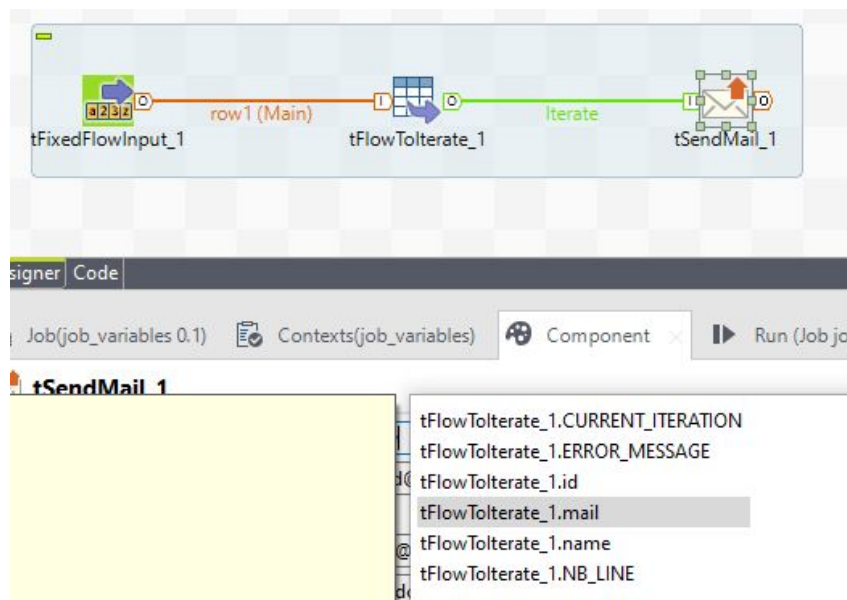 a23z
row1 (Main)
Iterate
tFixedFlowInput_1
tFlowToIterate_1
tSendMail_1
Code
Job(job_variables 0.1)
Contexts(job_variables)
Component
Run (Job jo
tSendMail_1
tFlowToIterate_1.CURRENT_ITERATION
tFlowToIterate_1.ERROR_MESSAGE
tFlowToIterate_1.id
tFlowToIterate_1.mail
tFlowToIterate_1.name
tFlowToIterate_1.NB_LINE